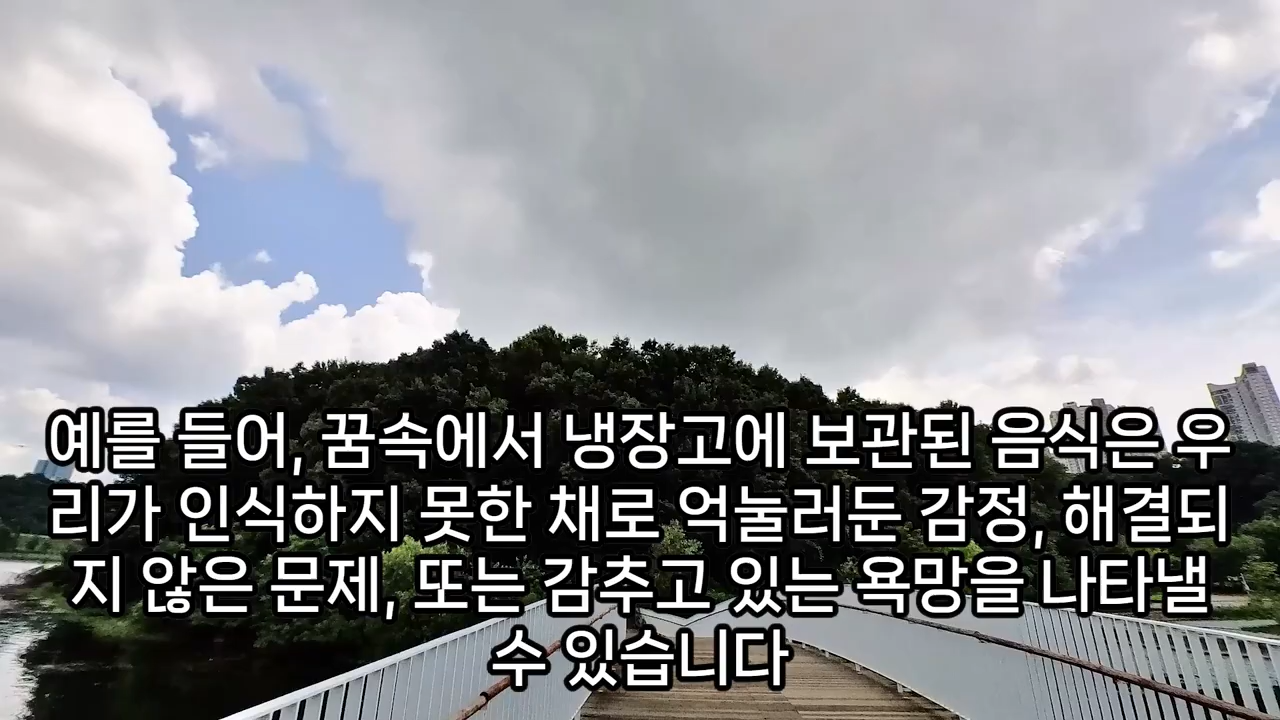 예를 들어, 꿈속에서 냉장고에 보관된 음식은 우
리가 인식하지 못한 채로 억눌러둔 감정, 해결되
지 않은 문제, 또는 감추고 있는 욕망을 나타낼
수 있습니다